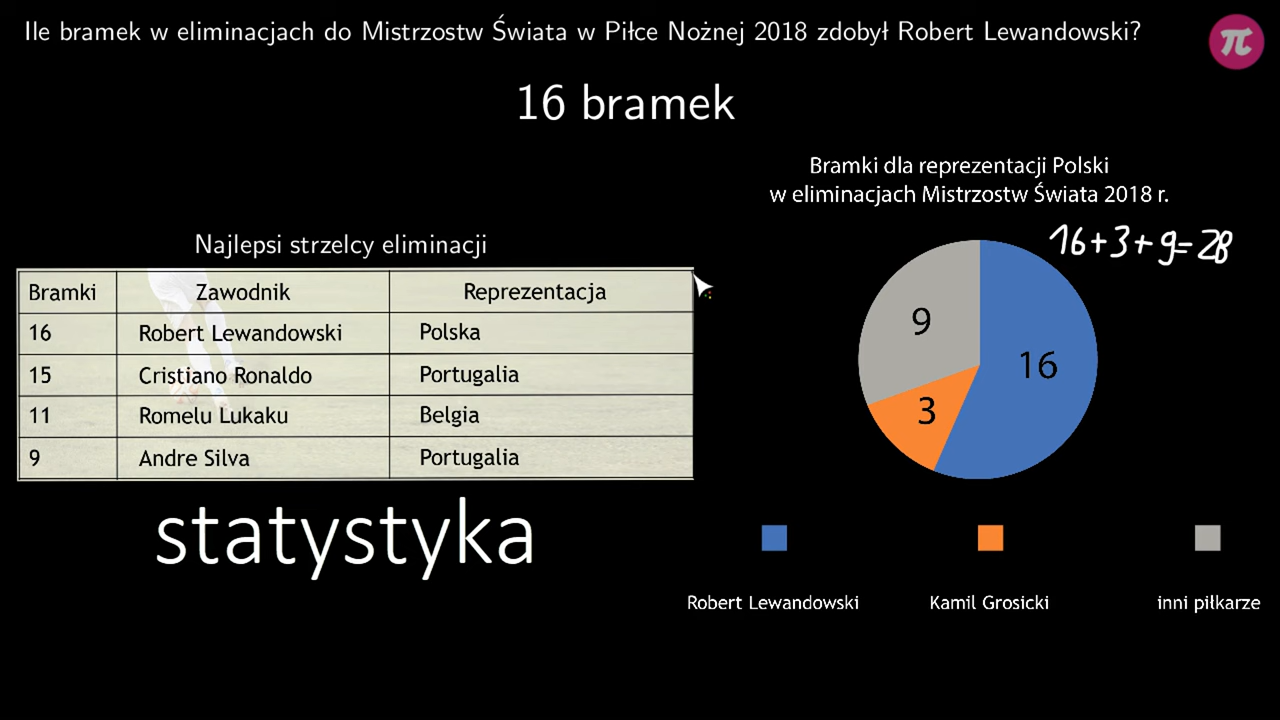 Ile bramek w eliminacjach do Mistrzostw Świata w Piłce Nożnej 2018 zdobył Robert Lewandowski?
π
16 bramek
Bramki dla reprezentacji Polski
w eliminacjach Mistrzostw Świata 2018 r.
16+3+9=28
Najlepsi strzelcy eliminacji
Bramki Zawodnik Reprezentacja
16 Robert Lewandowski Polska
15 Cristiano Ronaldo Portugalia
11 Romelu Lukaku Belgia
9 Andre Silva Portugalia
statystyka
9
16
3
Robert Lewandowski Kamil Grosicki inni piłkarze